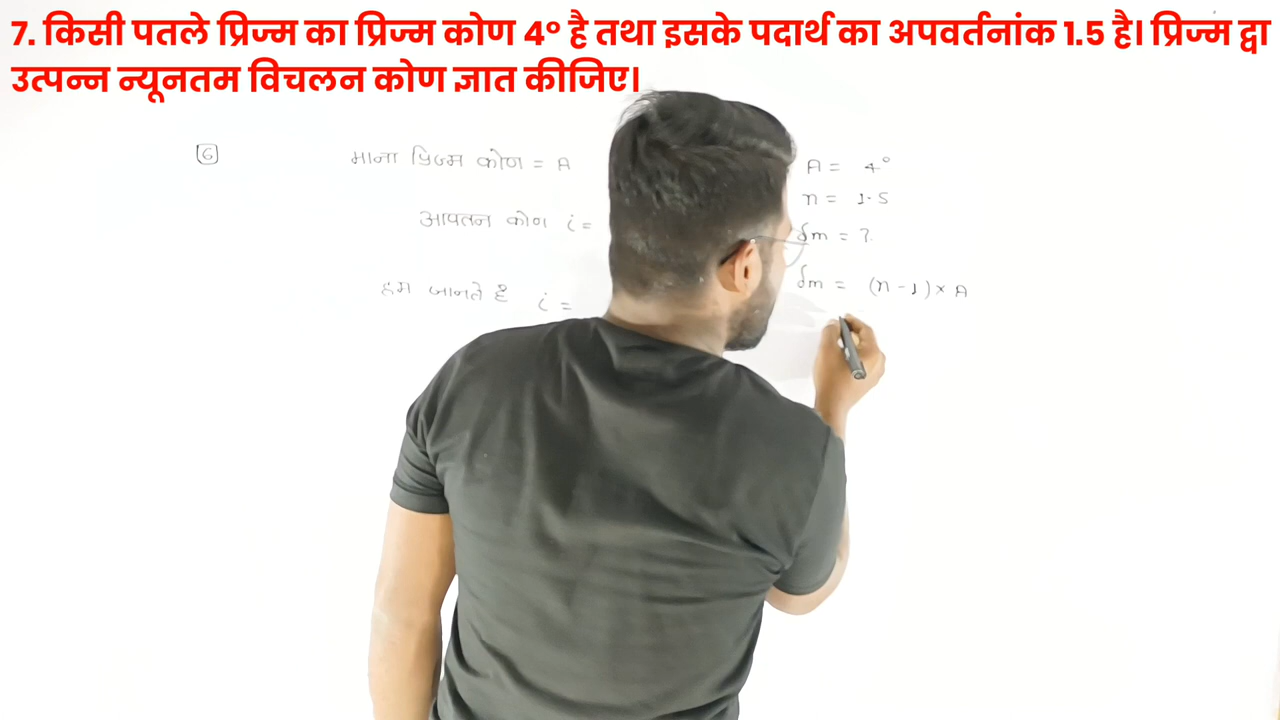 7. किसी पतले प्रिज्म का प्रिज्म कोण 4° है तथा इसके पदार्थ का अपवर्तनांक 1.5 है। प्रिज्म द्वा
उत्पन्न न्यूनतम विचलन कोण ज्ञात कीजिए।
6
माना प्रिज्म कोण = A
आपतन कोण i =
हम जानते है i =
A = 4°
n = 1.5
δm = ?
δm = (n-1)×A